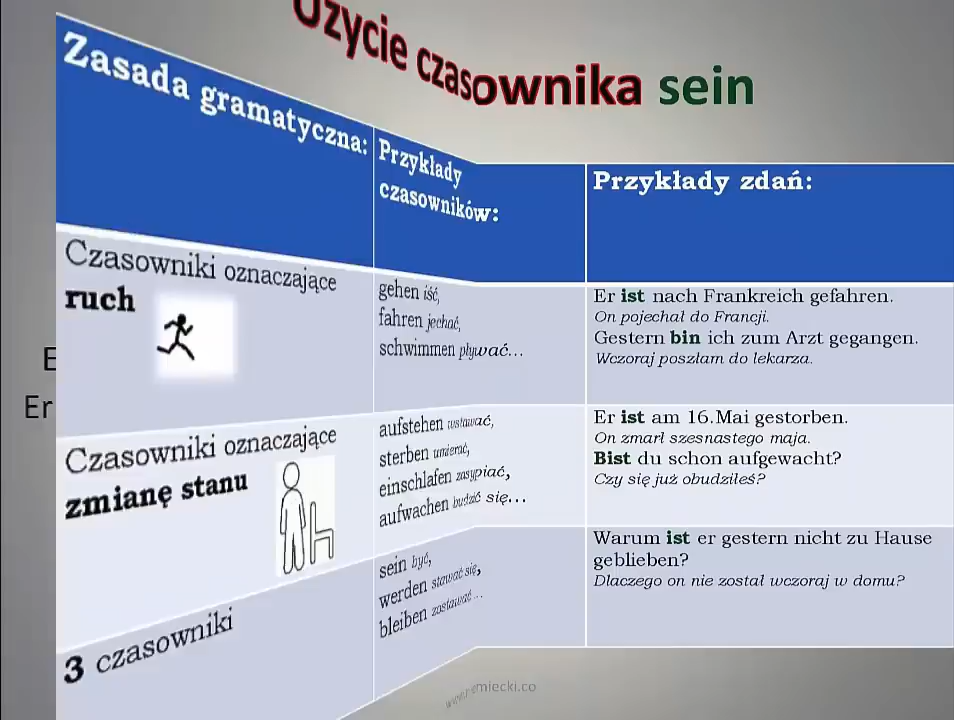 Użycie czasownika sein
Zasada gramatyczna:
Przykłady
czasowników:
Przykłady zdań:
Czasowniki oznaczające
ruch
gehen iść,
fahren jechać,
schwimmen pływać...
Er ist nach Frankreich gefahren.
On pojechał do Francji.
Gestern bin ich zum Arzt gegangen.
Wczoraj poszłam do lekarza.
Czasowniki oznaczające
zmianę stanu
aufstehen wstawać,
sterben umierać,
einschlafen zasypiać,
aufwachen budzić się...
Er ist am 16.Mai gestorben.
On zmarł szesnastego maja.
Bist du schon aufgewacht?
Czy się już obudziłeś?
3 czasowniki
sein być,
werden stawać się,
bleiben zostawać...
Warum ist er gestern nicht zu Hause
geblieben?
Dlaczego on nie został wczoraj w domu?
E
Er